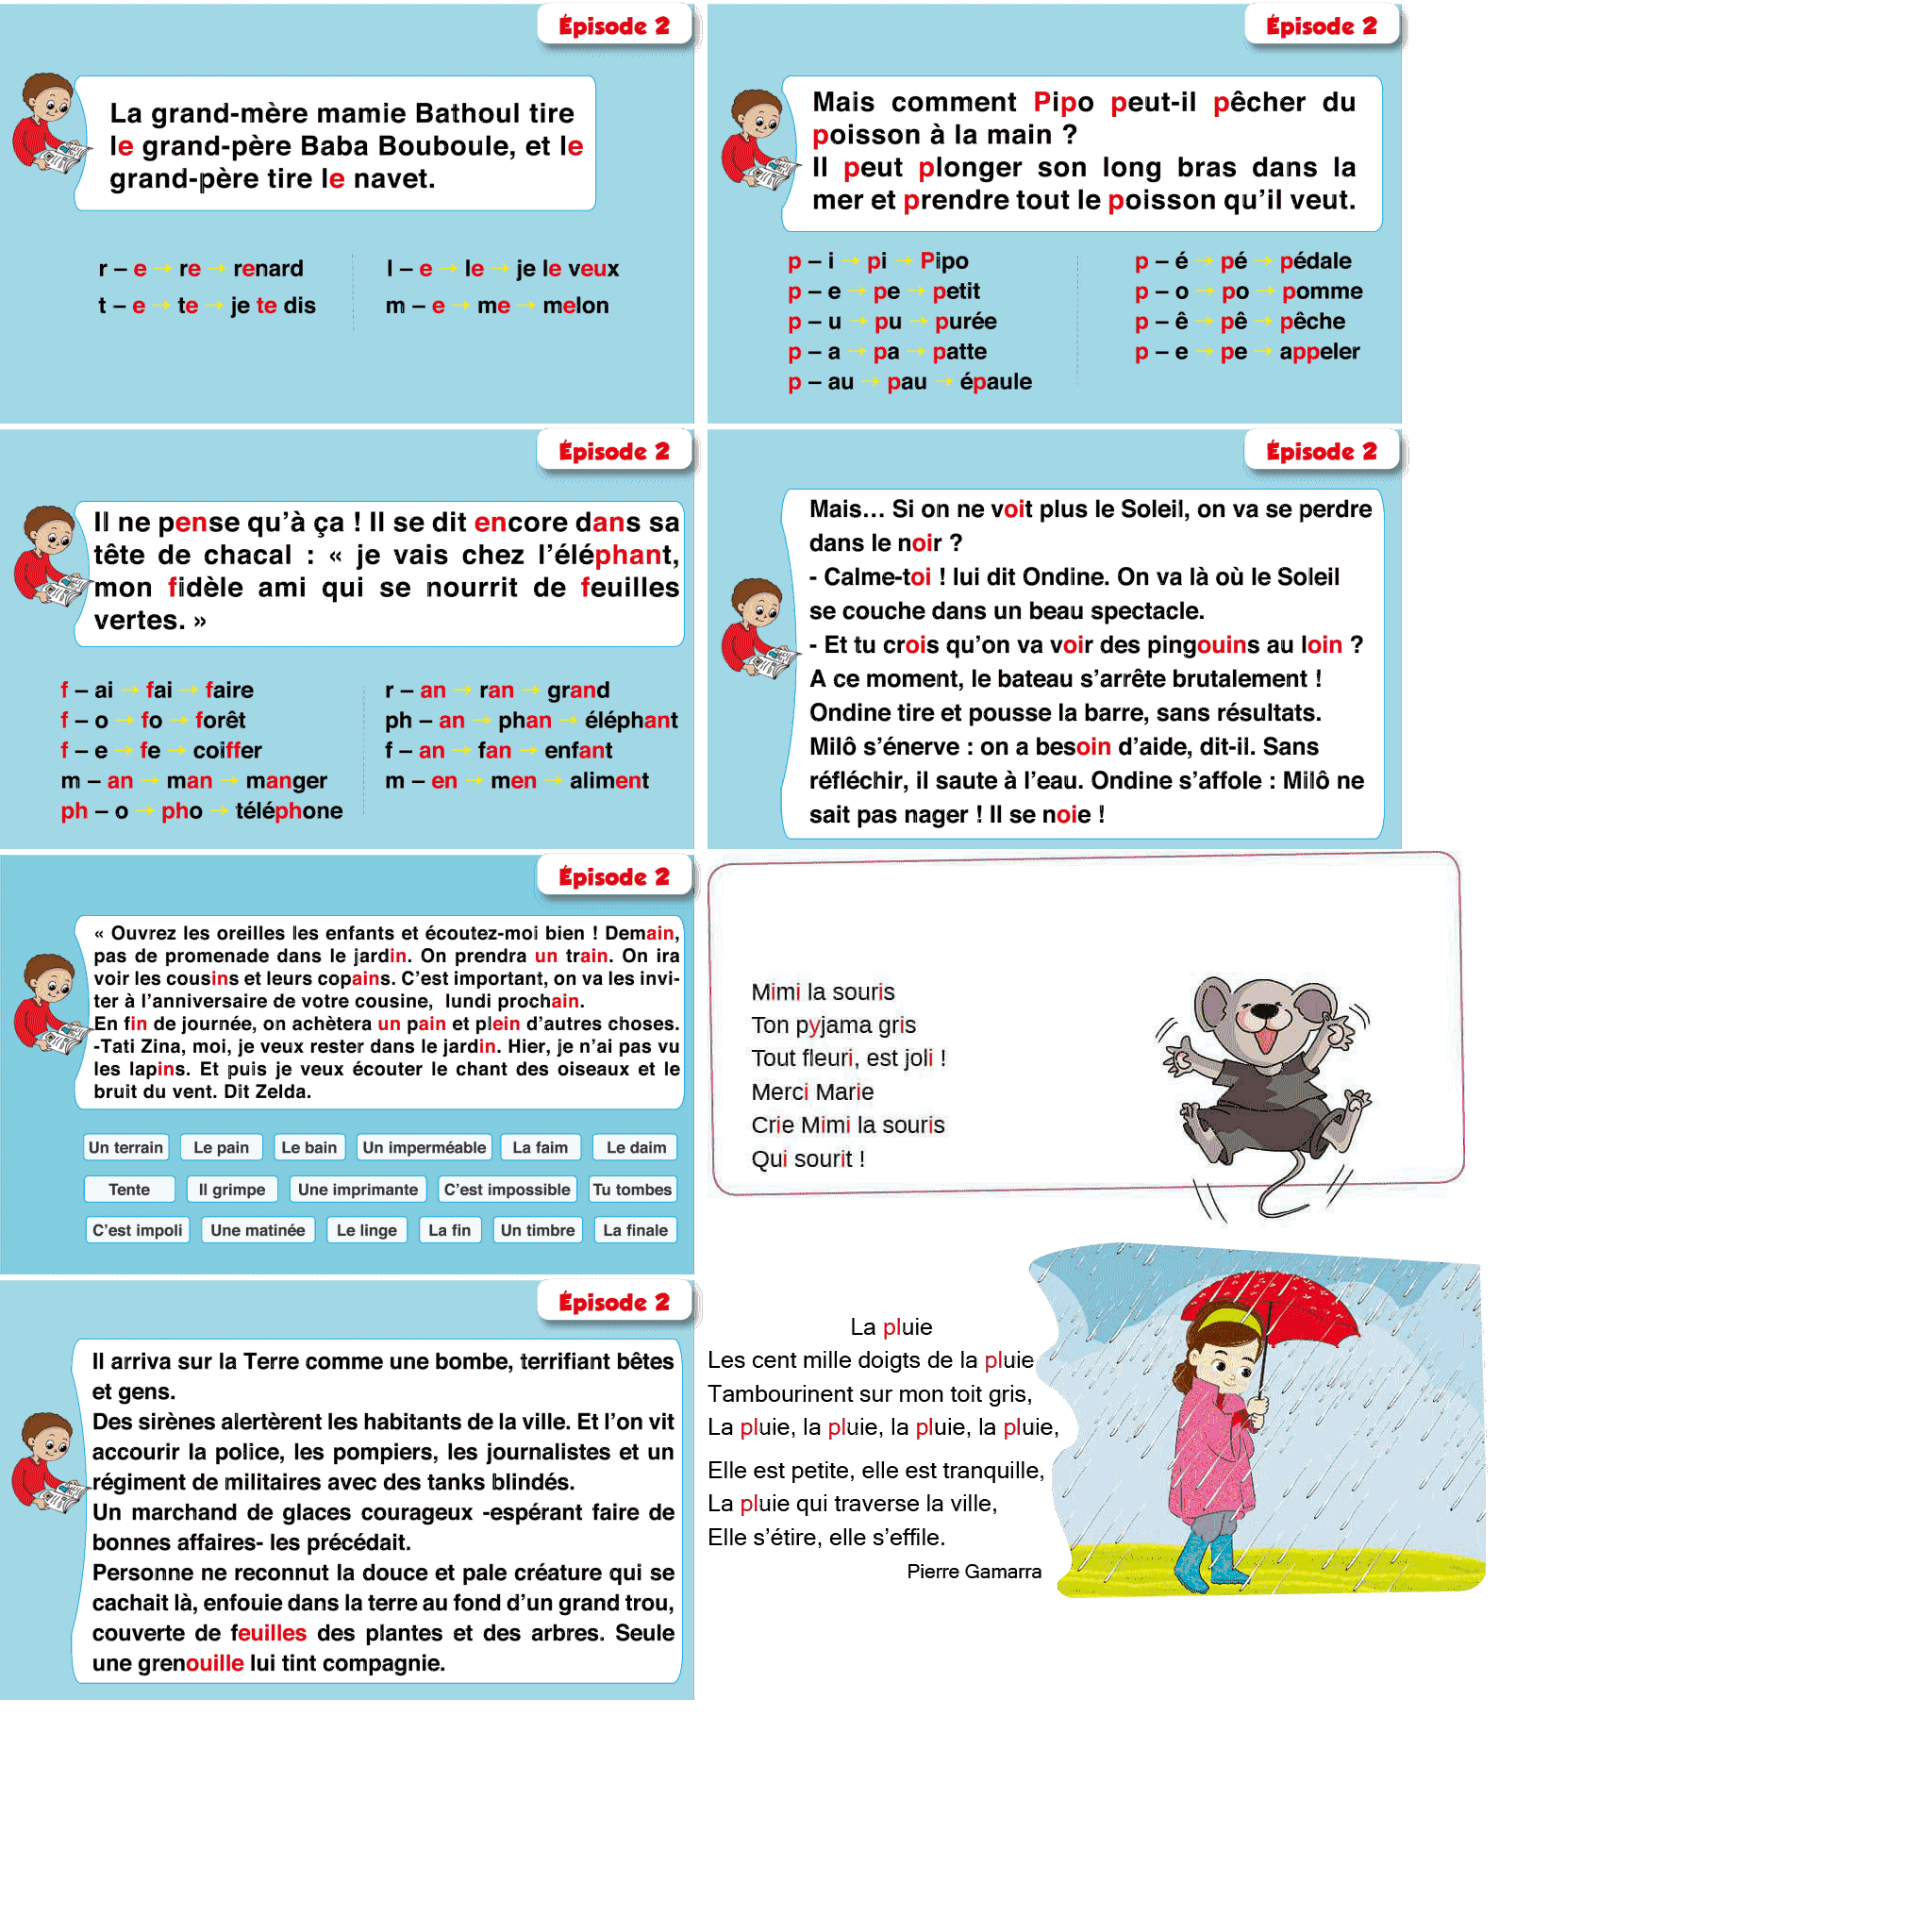 Épisode 2
La grand-mère mamie Bathoul tire
le grand-père Baba Bouboule, et le
grand-père tire le navet.
r – e → re → renard
t – e → te → je te dis
l – e → le → je le veux
m – e → me → melon
Épisode 2
Mais comment Pipo peut-il pêcher du
poisson à la main ?
Il peut plonger son long bras dans la
mer et prendre tout le poisson qu'il veut.
p – i → pi → Pipo
p – e → pe → petit
p – u → pu → purée
p – a → pa → patte
p – au → pau → épaule
p – é → pé → pédale
p – o → po → pomme
p – ê → pê → pêche
p – e → pe → appeler
Épisode 2
Il ne pense qu'à ça ! Il se dit encore dans sa
tête de chacal : « je vais chez l'éléphant,
mon fidèle ami qui se nourrit de feuilles
vertes. »
f – ai → fai → faire
f – o → fo → forêt
f – e → fe → coiffer
m – an → man → manger
ph – o → pho → téléphone
r – an → ran → grand
ph – an → phan → éléphant
f – an → fan → enfant
m – en → men → aliment
Épisode 2
Mais… Si on ne voit plus le Soleil, on va se perdre
dans le noir ?
- Calme-toi ! lui dit Ondine. On va là où le Soleil
se couche dans un beau spectacle.
- Et tu crois qu'on va voir des pingouins au loin ?
A ce moment, le bateau s'arrête brutalement !
Ondine tire et pousse la barre, sans résultats.
Milô s'énerve : on a besoin d'aide, dit-il. Sans
réfléchir, il saute à l'eau. Ondine s'affole : Milô ne
sait pas nager ! Il se noie !
Épisode 2
« Ouvrez les oreilles les enfants et écoutez-moi bien ! Demain,
pas de promenade dans le jardin. On prendra un train. On ira
voir les cousins et leurs copains. C'est important, on va les invi-
ter à l'anniversaire de votre cousine, lundi prochain.
En fin de journée, on achètera un pain et plein d'autres choses.
-Tati Zina, moi, je veux rester dans le jardin. Hier, je n'ai pas vu
les lapins. Et puis je veux écouter le chant des oiseaux et le
bruit du vent. Dit Zelda.
Un terrain Le pain Le bain Un imperméable La faim Le daim
Tente Il grimpe Une imprimante C'est impossible Tu tombes
C'est impoli Une matinée Le linge La fin Un timbre La finale
Mimi la souris
Ton pyjama gris
Tout fleuri, est joli !
Merci Marie
Crie Mimi la souris
Qui sourit !
Épisode 2
Il arriva sur la Terre comme une bombe, terrifiant bêtes
et gens.
Des sirènes alertèrent les habitants de la ville. Et l'on vit
accourir la police, les pompiers, les journalistes et un
régiment de militaires avec des tanks blindés.
Un marchand de glaces courageux -espérant faire de
bonnes affaires- les précédait.
Personne ne reconnut la douce et pale créature qui se
cachait là, enfouie dans la terre au fond d'un grand trou,
couverte de feuilles des plantes et des arbres. Seule
une grenouille lui tint compagnie.
La pluie
Les cent mille doigts de la pluie
Tambourinent sur mon toit gris,
La pluie, la pluie, la pluie, la pluie,
Elle est petite, elle est tranquille,
La pluie qui traverse la ville,
Elle s'étire, elle s'effile.
Pierre Gamarra